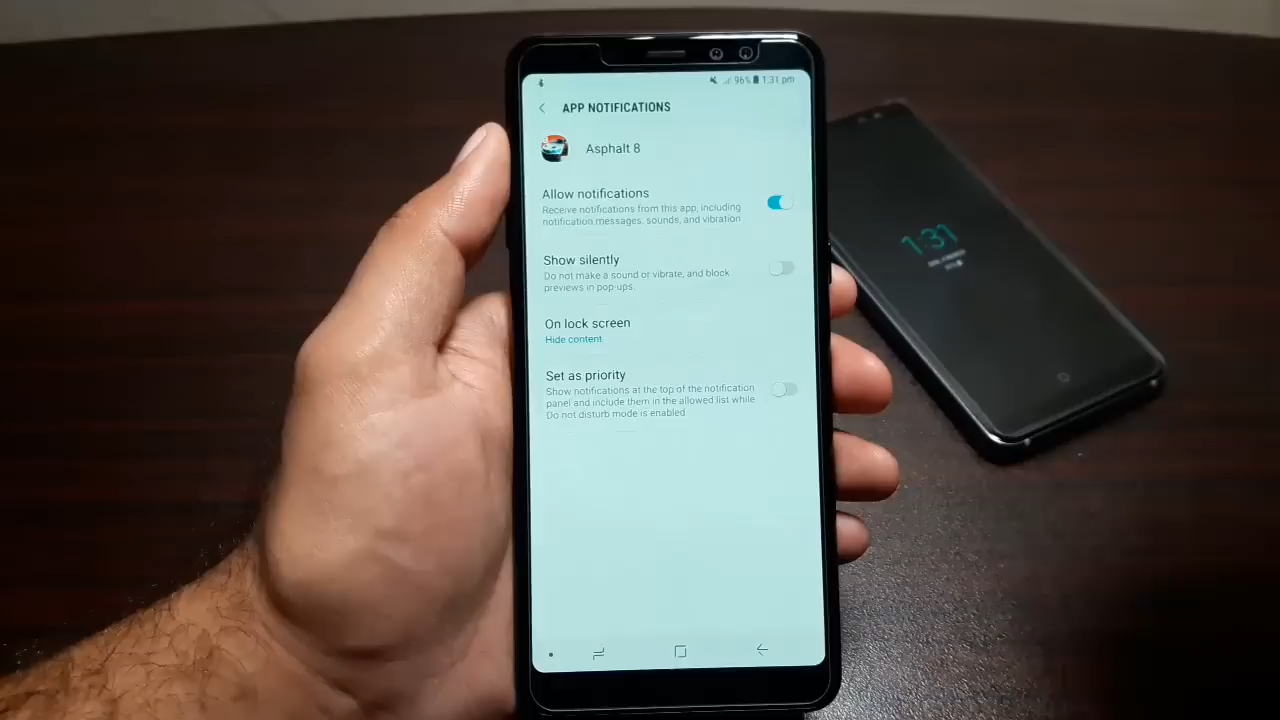 96% 1:31 pm
APP NOTIFICATIONS
Asphalt 8
Allow notifications
Receive notifications from this app, including
notification messages, sounds, and vibration
Show silently
Do not make a sound or vibrate, and block
previews in pop-ups.
On lock screen
Hide content
Set as priority
Show notifications at the top of the notification
panel and include them in the allowed list while
Do not disturb mode is enabled
1:31